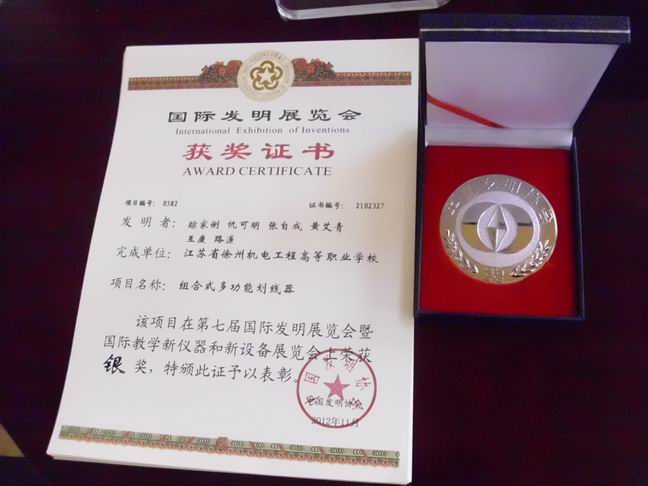 国际发明展览会
International Exhibition of Inventions
获奖证书
AWARD CERTIFICATE
项目编号: E582 证书编号: 2102327
发明者: 踪家俐 仇可朋 张自成 黄艾青
王康 路遥
完成单位: 江苏省徐州机电工程高等职业学校
项目名称: 组合式多功能划线器
该项目在第七届国际发明展览会暨
国际教学新仪器和新设备展览会上荣获
银奖,特颁此证予以表彰。
中国发明协会
2012年11月